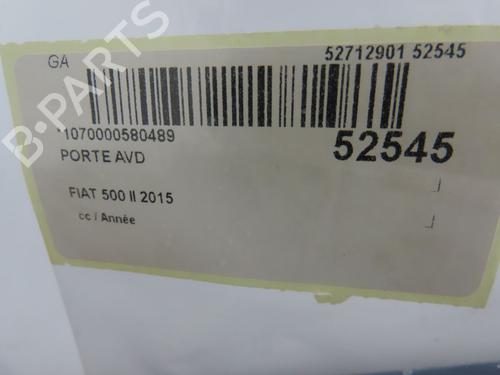 GA
52712901 52545
*1070000580489
52545
PORTE AVD
FIAT 500 II 2015
cc / Année
B-PARTS